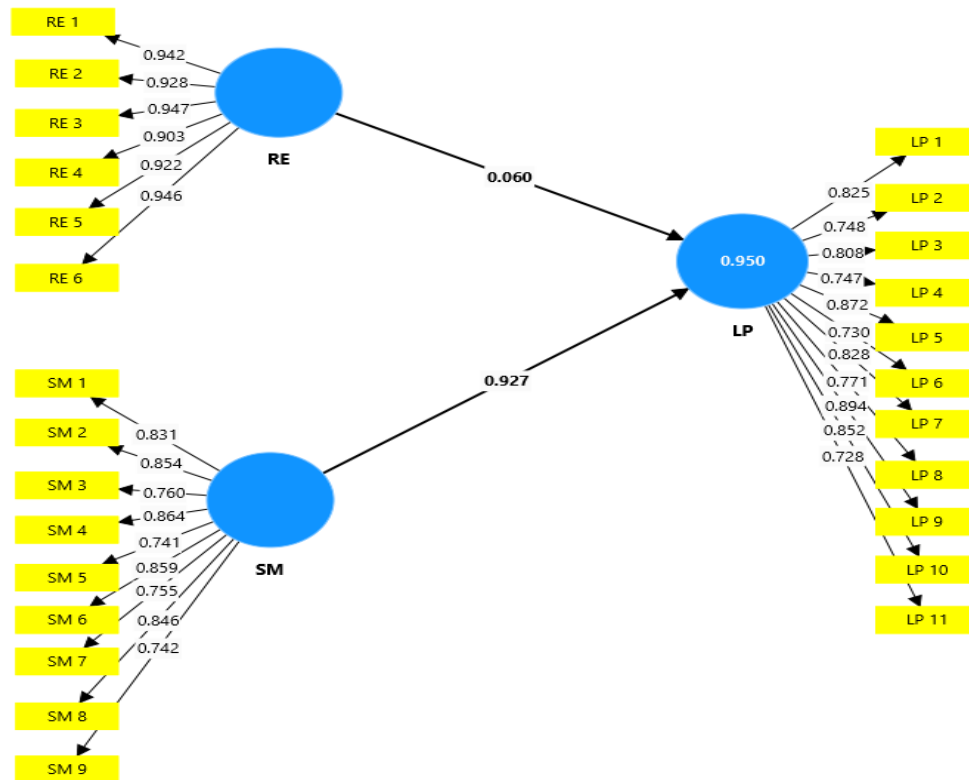 RE 1
RE 2
RE 3
RE 4
RE 5
RE 6
0.942
0.928
0.947
0.903
0.922
0.946
RE
0.060
SM 1
SM 2
SM 3
SM 4
SM 5
SM 6
SM 7
SM 8
SM 9
0.831
0.854
0.760
0.864
0.741
0.859
0.755
0.846
0.742
SM
0.927
0.950
LP
0.825
0.748
0.808
0.747
0.872
0.730
0.828
0.771
0.894
0.852
0.728
LP 1
LP 2
LP 3
LP 4
LP 5
LP 6
LP 7
LP 8
LP 9
LP 10
LP 11